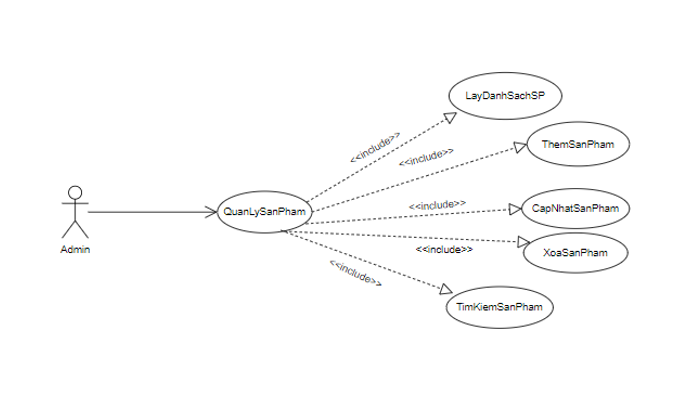 LayDanhSachSP
<<include>>
ThemSanPham
<<include>>
QuanLySanPham
<<include>>
CapNhatSanPham
Admin
<<include>>
XoaSanPham
<<include>>
TimKiemSanPham